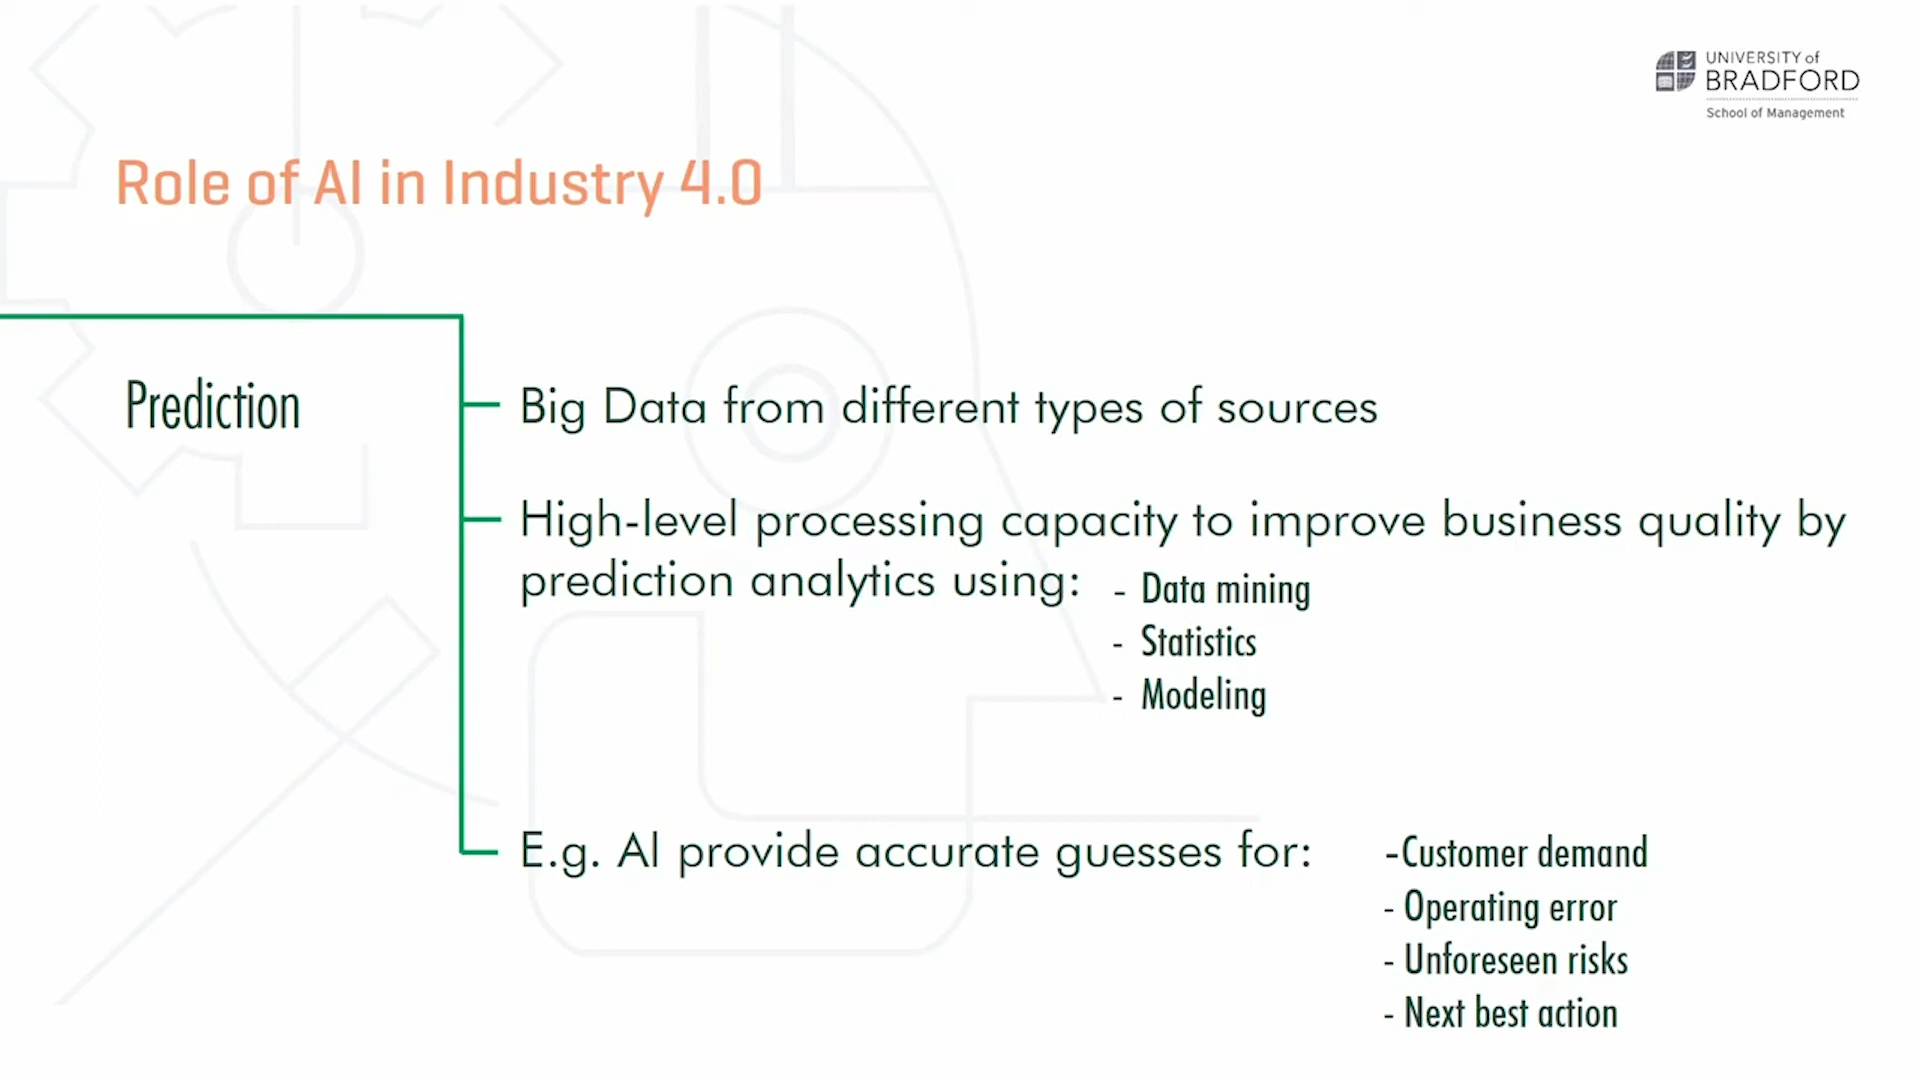 UNIVERSITY of
BRADFORD
School of Management
Role of AI in Industry 4.0
Prediction
Big Data from different types of sources
High-level processing capacity to improve business quality by
prediction analytics using:
- Data mining
- Statistics
- Modeling
E.g. AI provide accurate guesses for:
-Customer demand
- Operating error
- Unforeseen risks
- Next best action